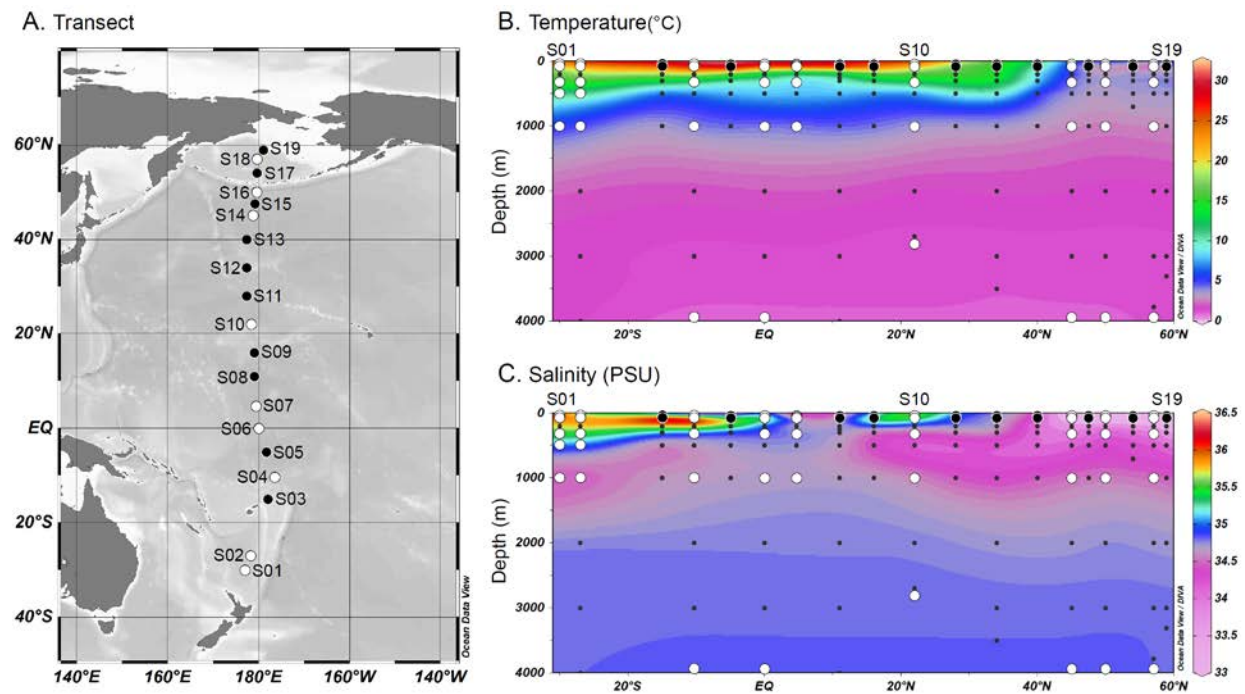 A. Transect
60°N
40°N
20°N
EQ
20°S
40°S
140°E
160°E
180°E
160°W
140°W
S19
S18
S17
S16
S15
S14
S13
S12
S11
S10
S09
S08
S07
S06
S05
S04
S03
S02
S01
Ocean Data View
B. Temperature(°C)
S01
S10
S19
Depth (m)
0
1000
2000
3000
4000
20°S
EQ
20°N
40°N
60°N
Ocean Data View / DIVA
30
25
20
15
10
5
0
C. Salinity (PSU)
S01
S10
S19
Depth (m)
0
1000
2000
3000
4000
20°S
EQ
20°N
40°N
60°N
Ocean Data View / DIVA
36.5
36
35.5
35
34.5
34
33.5
33